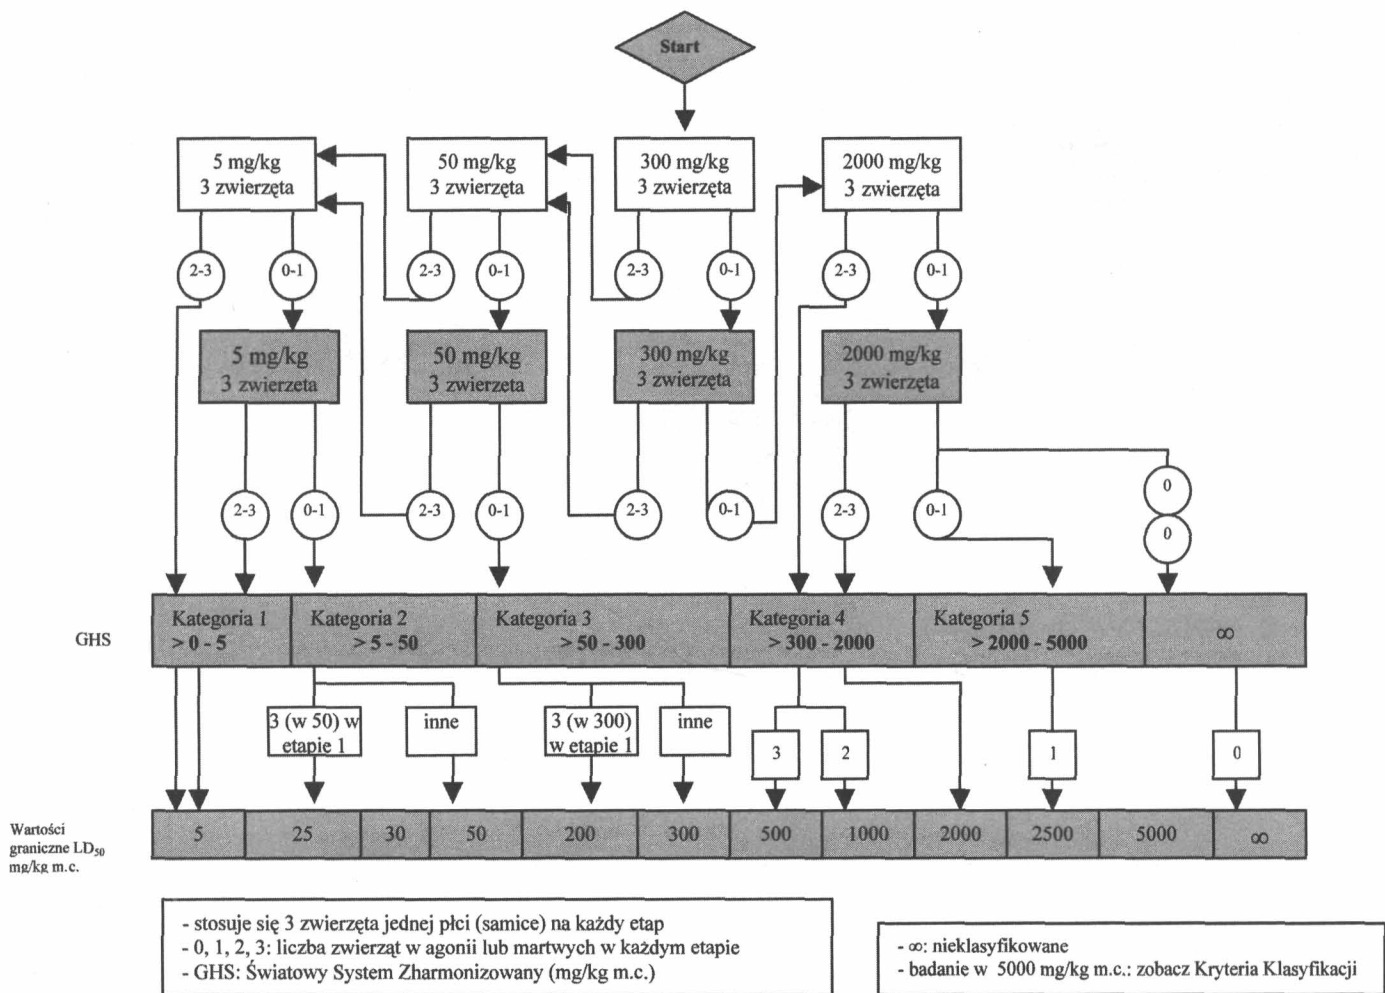 Start
5 mg/kg
3 zwierzęta
50 mg/kg
3 zwierzęta
300 mg/kg
3 zwierzęta
2000 mg/kg
3 zwierzęta
2-3
0-1
2-3
0-1
2-3
0-1
2-3
0-1
5 mg/kg
3 zwierzeta
50 mg/kg
3 zwierzeta
300 mg/kg
3 zwierzęta
2000 mg/kg
3 zwierzęta
2-3
0-1
2-3
0-1
2-3
0-1
2-3
0-1
0
0
GHS
Kategoria 1
> 0 - 5
Kategoria 2
> 5 - 50
Kategoria 3
> 50 - 300
Kategoria 4
> 300 - 2000
Kategoria 5
> 2000 - 5000
∞
3 (w 50) w
etapie 1
inne
3 (w 300)
w etapie 1
inne
3
2
1
0
Wartości
graniczne LD₅₀
mg/kg m.c.
5
25
30
50
200
300
500
1000
2000
2500
5000
∞
- stosuje się 3 zwierzęta jednej płci (samice) na każdy etap
- 0, 1, 2, 3: liczba zwierząt w agonii lub martwych w każdym etapie
- GHS: Światowy System Zharmonizowany (mg/kg m.c.)
- ∞: nieklasyfikowane
- badanie w 5000 mg/kg m.c.: zobacz Kryteria Klasyfikacji